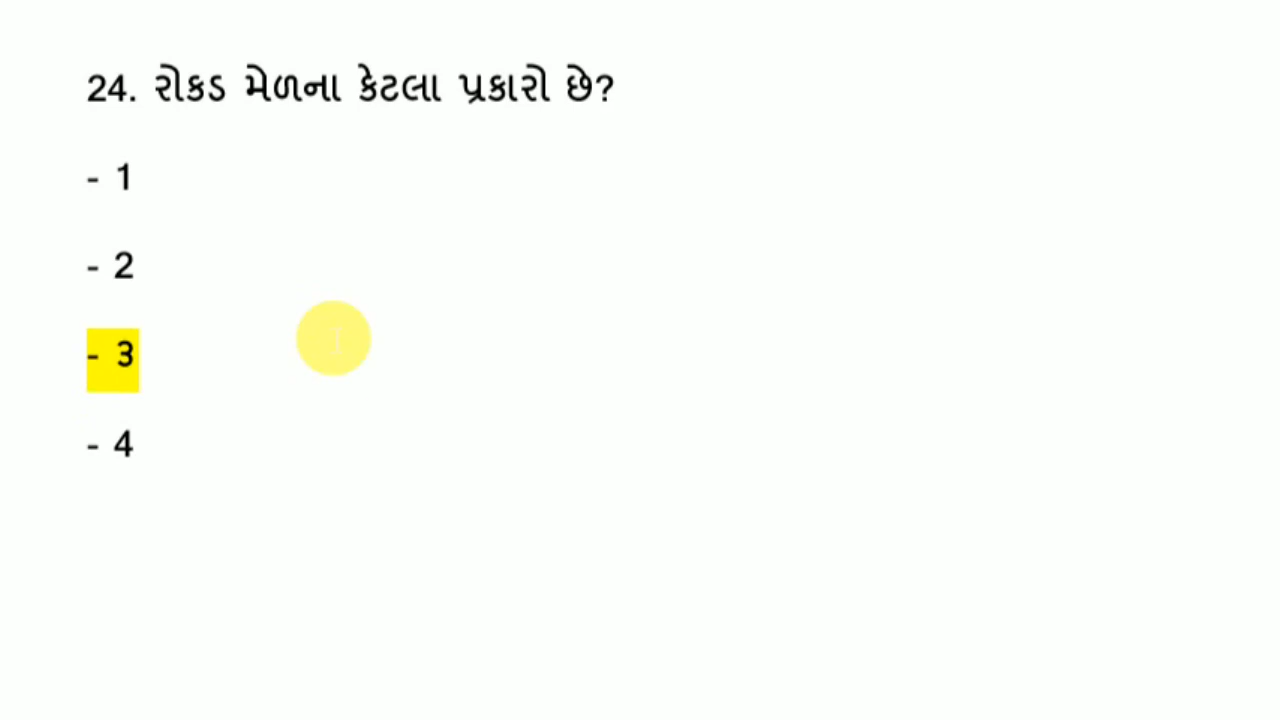 24. રોકડ મેળના કેટલા પ્રકારો છે?
- 1
- 2
- 3
- 4